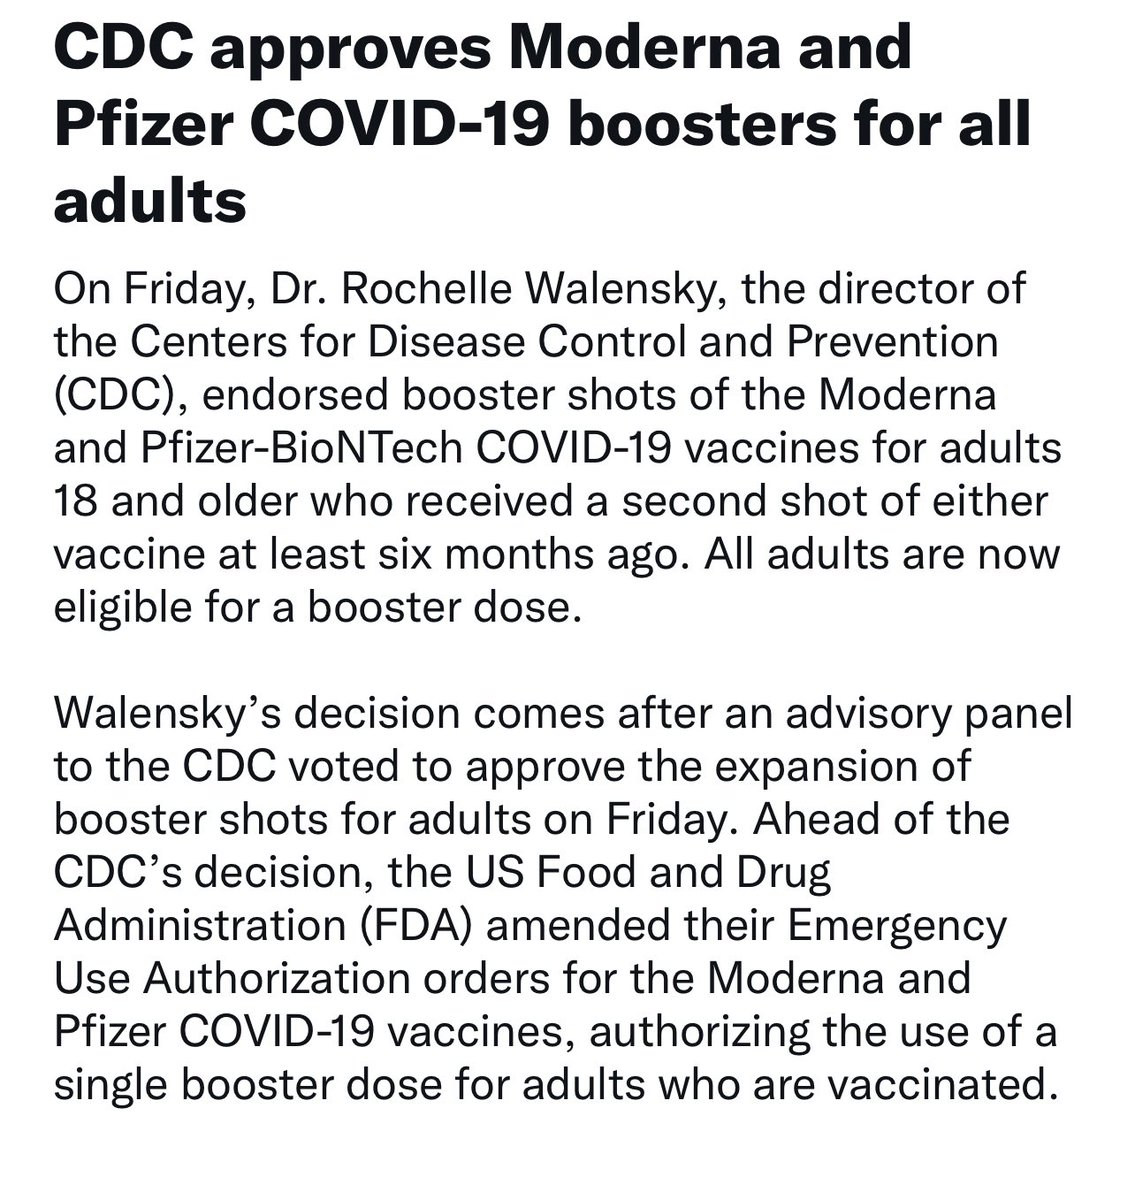 CDC approves Moderna and
Pfizer COVID-19 boosters for all
adults
On Friday, Dr. Rochelle Walensky, the director of
the Centers for Disease Control and Prevention
(CDC), endorsed booster shots of the Moderna
and Pfizer-BioNTech COVID-19 vaccines for adults
18 and older who received a second shot of either
vaccine at least six months ago. All adults are now
eligible for a booster dose.
Walensky’s decision comes after an advisory panel
to the CDC voted to approve the expansion of
booster shots for adults on Friday. Ahead of the
CDC’s decision, the US Food and Drug
Administration (FDA) amended their Emergency
Use Authorization orders for the Moderna and
Pfizer COVID-19 vaccines, authorizing the use of a
single booster dose for adults who are vaccinated.